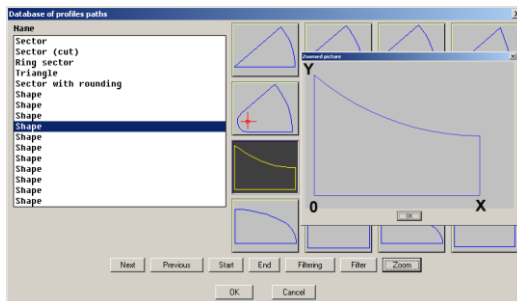 Database of profiles paths
Name
Sector
Sector (cut)
Ring sector
Triangle
Sector with rounding
Shape
Shape
Shape
Shape
Shape
Shape
Shape
Shape
Shape
Shape
Shape
Zoomed picture
Y
0
X
OK
Next
Previous
Start
End
Filtering
Filter
Zoom
OK
Cancel